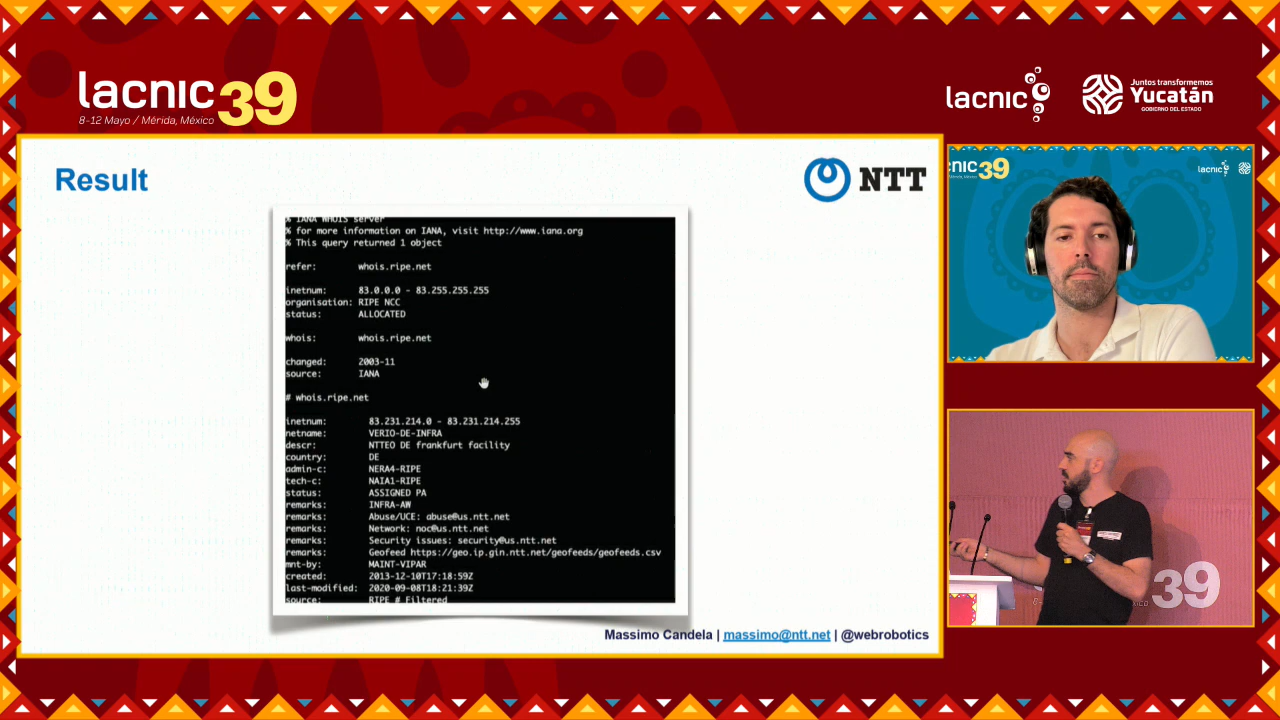 lacnic 39
8-12 Mayo / Mérida, México
lacnic
Juntos transformemos
Yucatán
GOBIERNO DEL ESTADO
Result
NTT
% IANA WHOIS server
% for more information on IANA, visit http://www.iana.org
% This query returned 1 object
refer: whois.ripe.net
inetnum: 83.0.0.0 - 83.255.255.255
organisation: RIPE NCC
status: ALLOCATED
whois: whois.ripe.net
changed: 2003-11
source: IANA
# whois.ripe.net
inetnum: 83.231.214.0 - 83.231.214.255
netname: VERIO-DE-INFRA
descr: NTTEO DE frankfurt facility
country: DE
admin-c: NERA4-RIPE
tech-c: NAIA1-RIPE
status: ASSIGNED PA
remarks: INFRA-AW
remarks: Abuse/UCE: abuse@us.ntt.net
remarks: Network: noc@us.ntt.net
remarks: Security issues: security@us.ntt.net
remarks: Geofeed https://geo.ip.gin.ntt.net/geofeeds/geofeeds.csv
mnt-by: MAINT-VIPAR
created: 2013-12-10T17:18:59Z
last-modified: 2020-09-08T18:21:39Z
source: RIPE # Filtered
Massimo Candela | massimo@ntt.net | @webrobotics
nic 39
lacnic
39